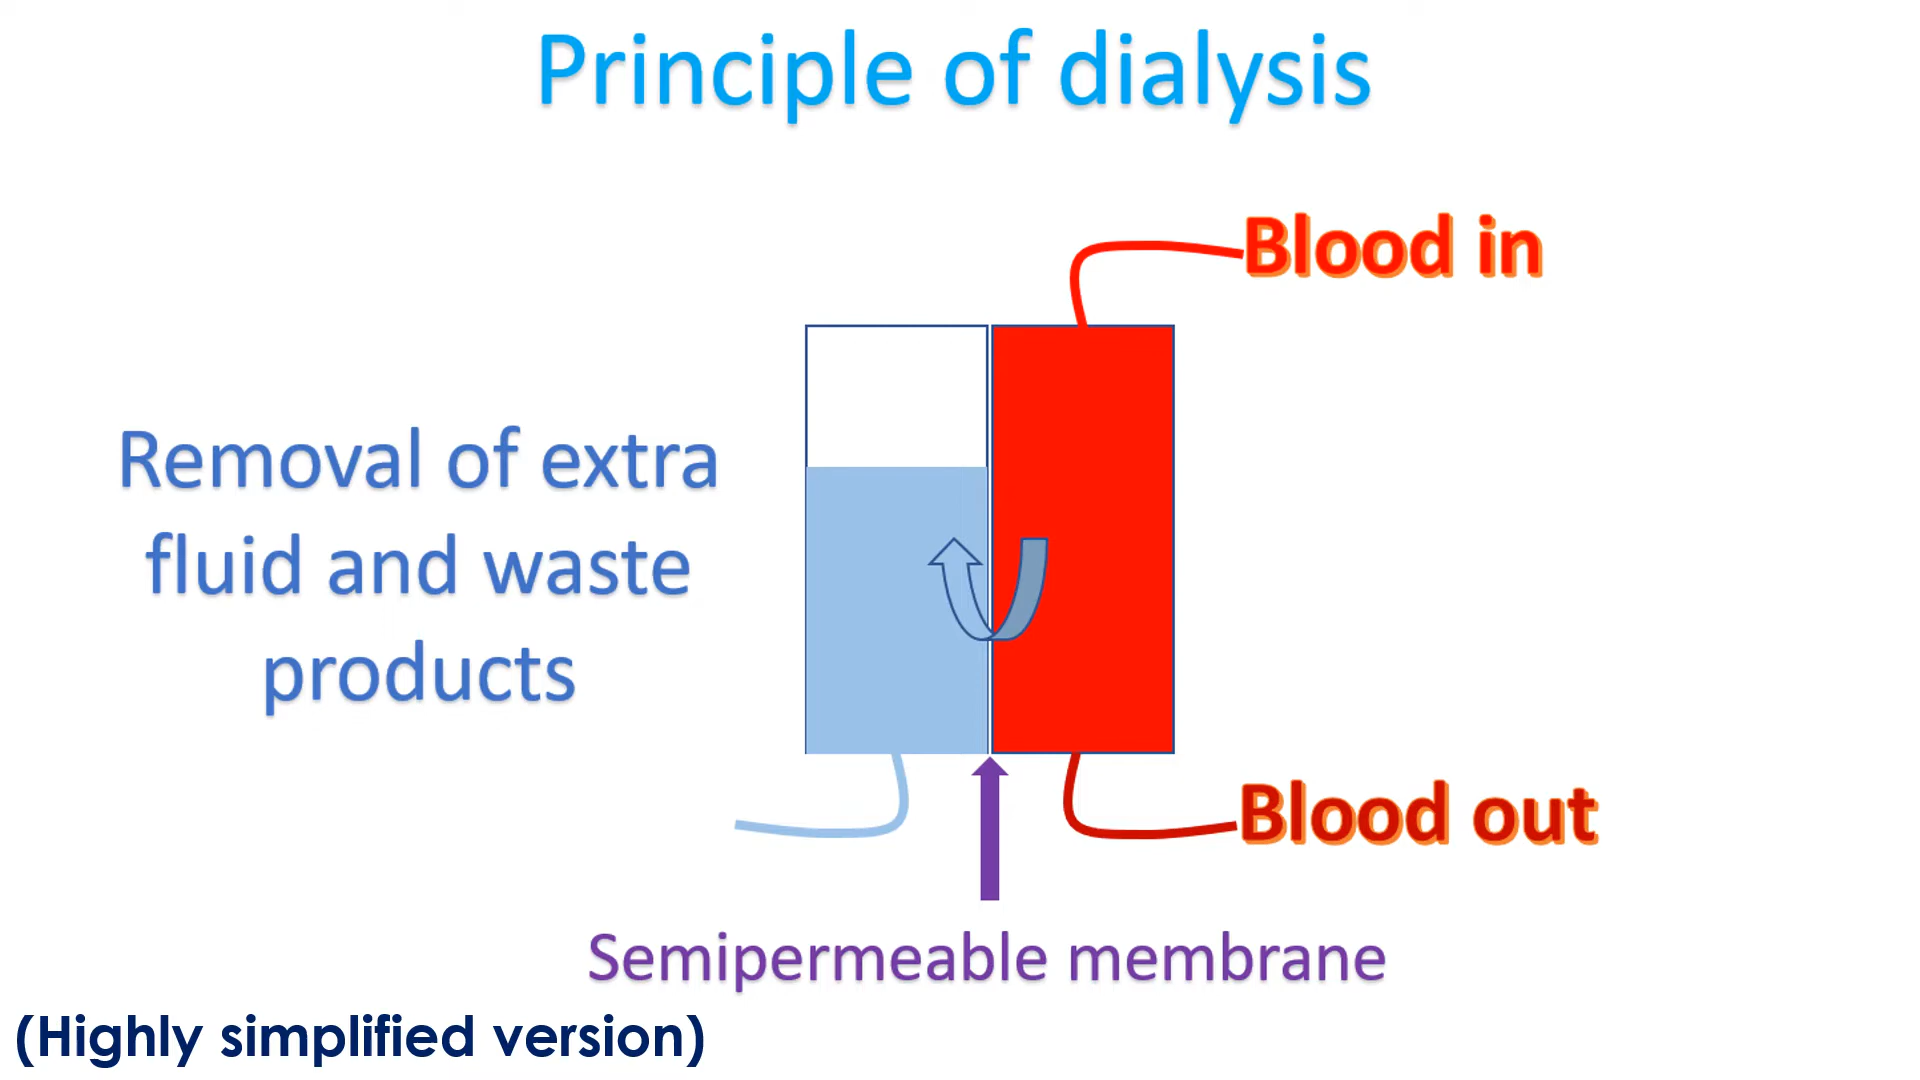 Principle of dialysis
Blood in
Removal of extra
fluid and waste
products
Blood out
Semipermeable membrane
(Highly simplified version)